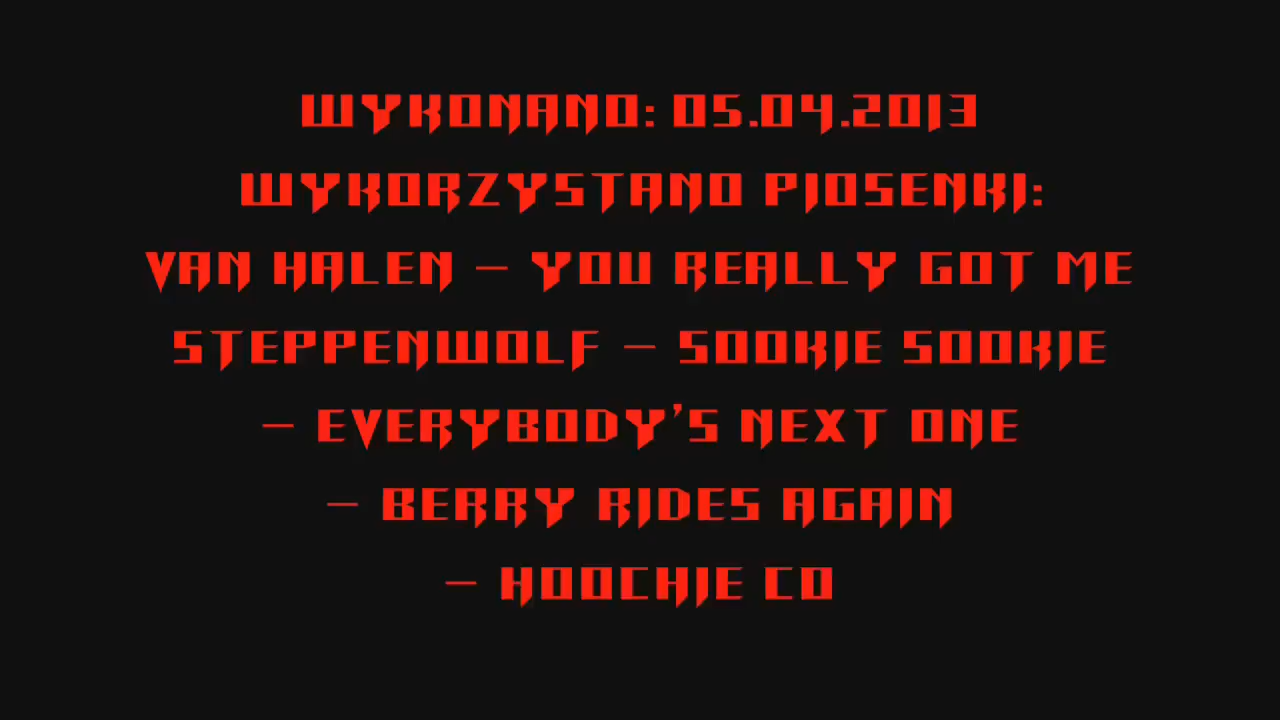 WYKONANO: 05.04.2013
WYKORZYSTANO PIOSENKI:
VAN HALEN – YOU REALLY GOT ME
STEPPENWOLF – SOOKIE SOOKIE
– EVERYBODY'S NEXT ONE
– BERRY RIDES AGAIN
– HOOCHIE CO